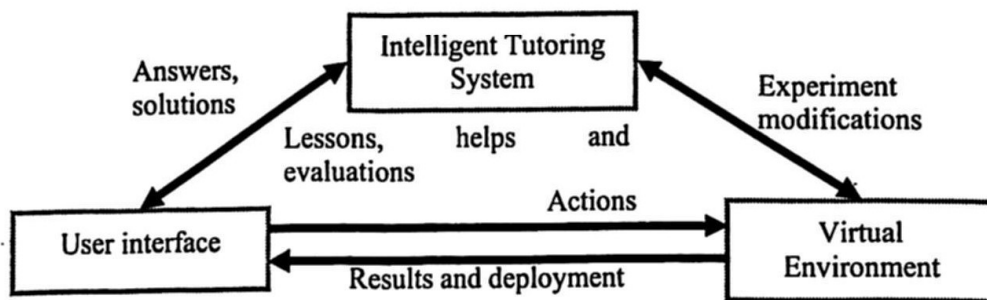 Intelligent Tutoring
System
Answers,
solutions
Experiment
modifications
Lessons, helps and
evaluations
Actions
User interface
Virtual
Environment
Results and deployment